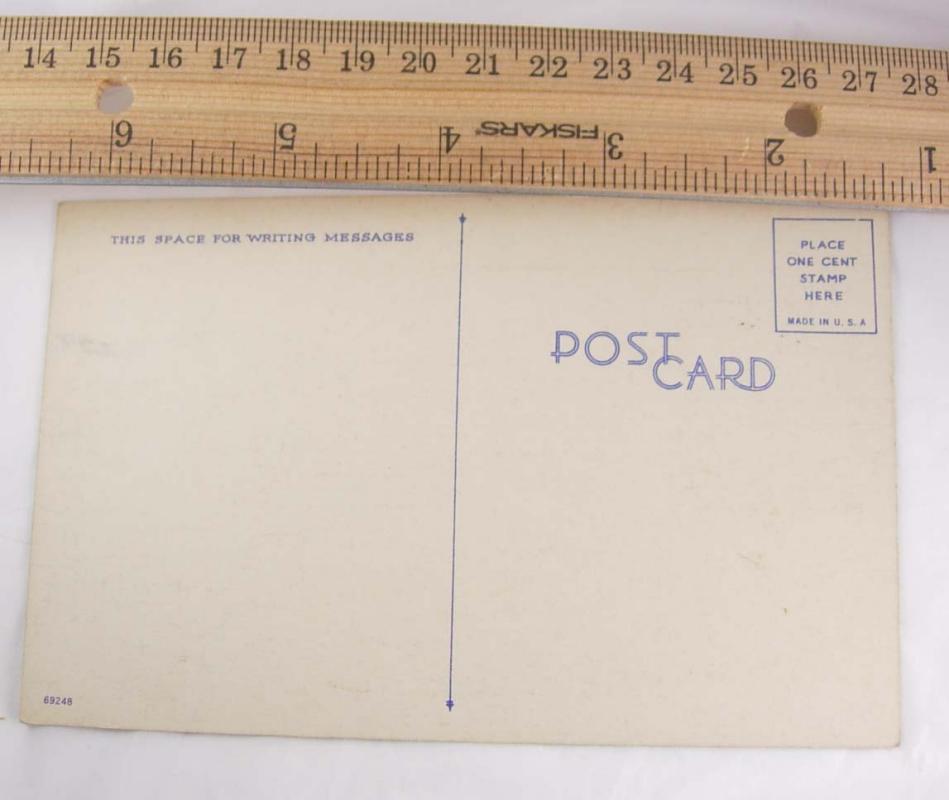 14 15 16 17 18 19 20 21 22 23 24 25 26 27 28
6 5 4 FISKARS® 3 2 1
THIS SPACE FOR WRITING MESSAGES
PLACE
ONE CENT
STAMP
HERE
MADE IN U. S. A
POST
CARD
69248